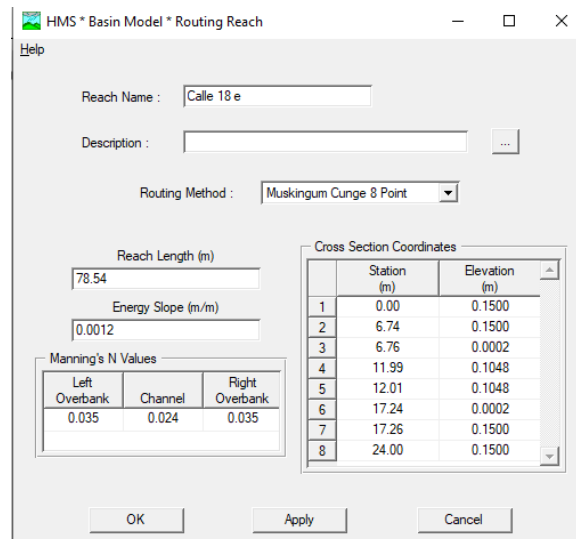 HMS * Basin Model * Routing Reach
Help
Reach Name : Calle 18 e
Description : ...
Routing Method : Muskingum Cunge 8 Point
Reach Length (m)
78.54
Energy Slope (m/m)
0.0012
Manning's N Values
Left Overbank Channel Right Overbank
0.035 0.024 0.035
Cross Section Coordinates
Station (m) Elevation (m)
1 0.00 0.1500
2 6.74 0.1500
3 6.76 0.0002
4 11.99 0.1048
5 12.01 0.1048
6 17.24 0.0002
7 17.26 0.1500
8 24.00 0.1500
OK Apply Cancel